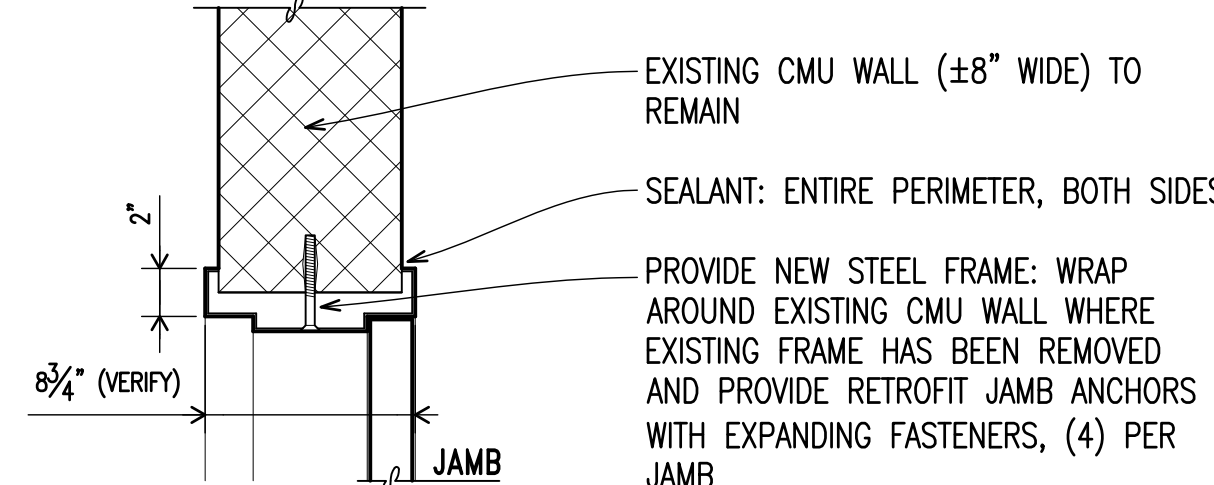 EXISTING CMU WALL (±8" WIDE) TO
REMAIN
SEALANT: ENTIRE PERIMETER, BOTH SIDES
2"
PROVIDE NEW STEEL FRAME: WRAP
AROUND EXISTING CMU WALL WHERE
EXISTING FRAME HAS BEEN REMOVED
AND PROVIDE RETROFIT JAMB ANCHORS
WITH EXPANDING FASTENERS, (4) PER
JAMB
8¾" (VERIFY)
JAMB